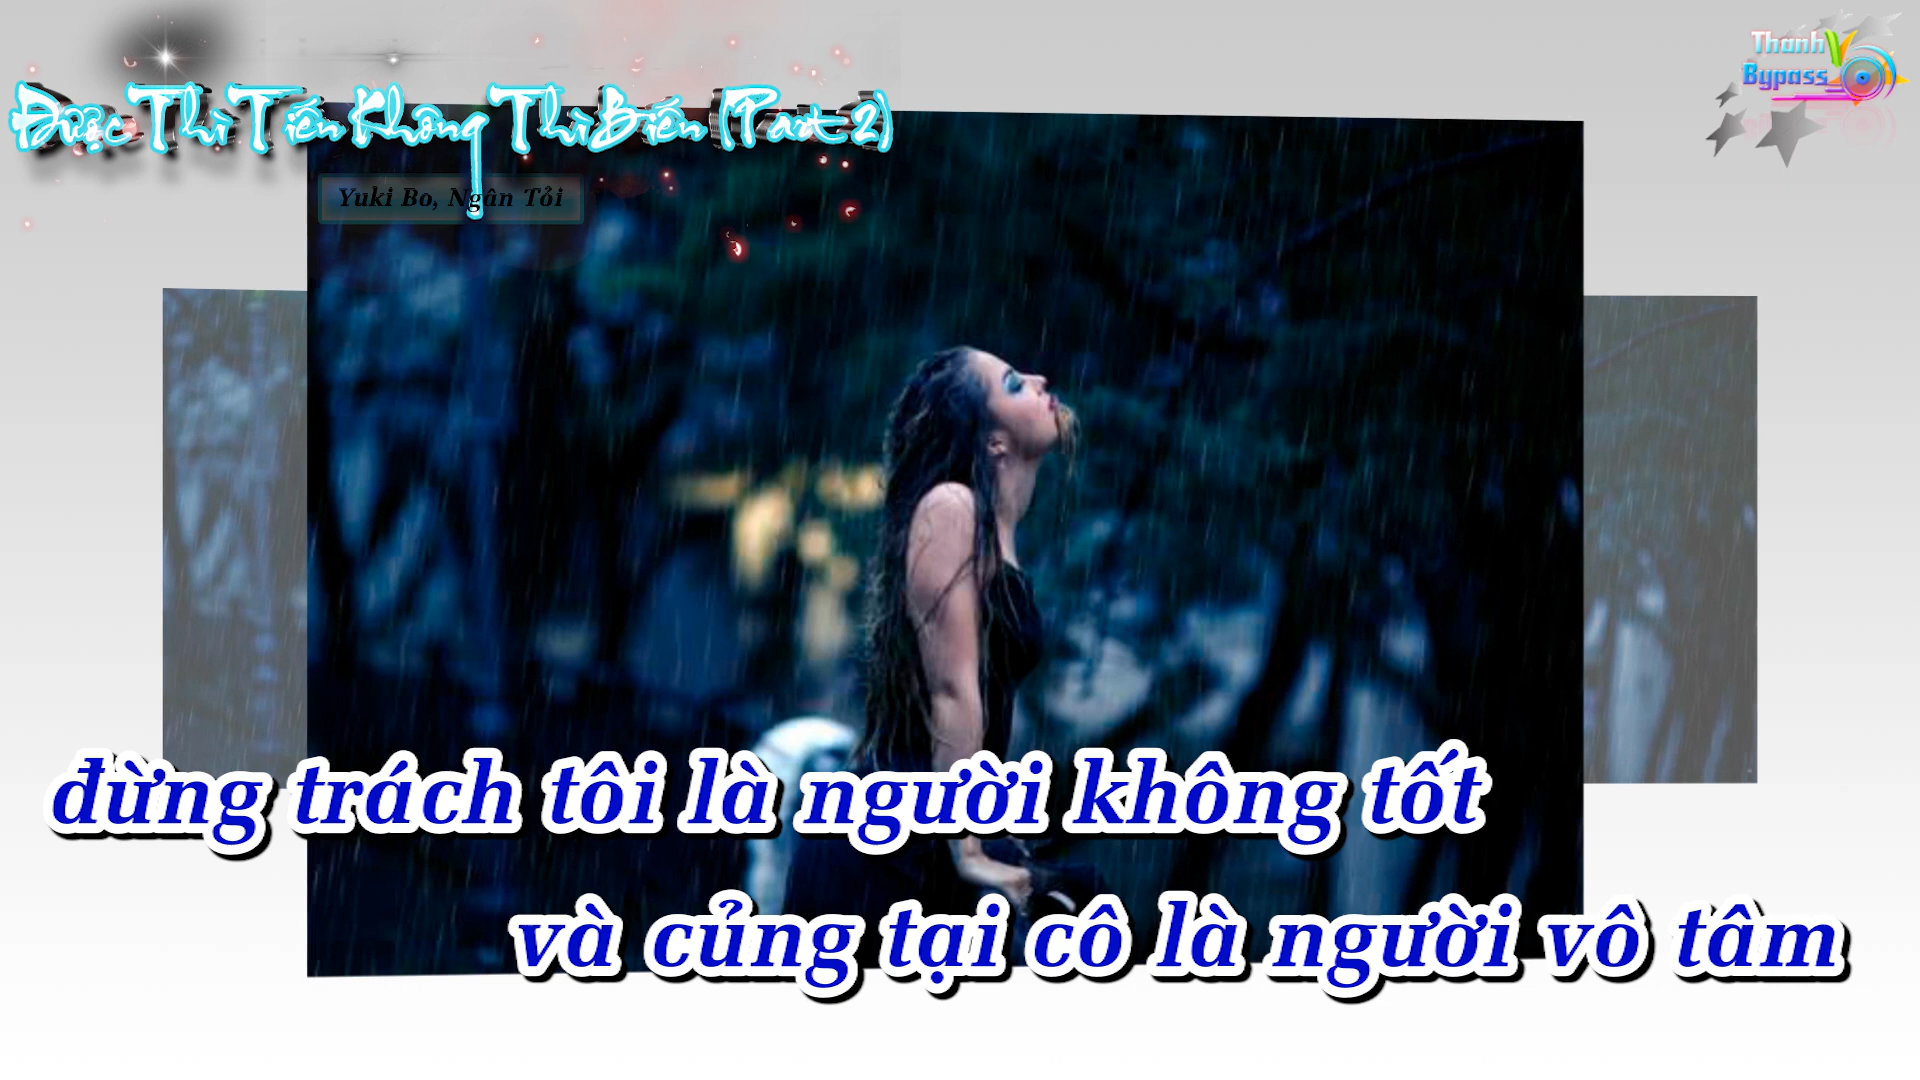 Được Thì Tiến Không Thì Biến (Part 2)
Yuki Bo, Ngân Tỏi
Thanh V
Bypass
đừng trách tôi là người không tốt
và củng tại cô là người vô tâm